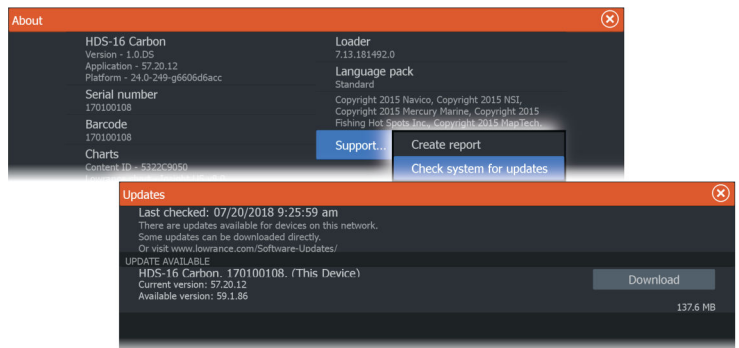 About
HDS-16 Carbon
Version - 1.0.DS
Application - 57.20.12
Platform - 24.0-249-g6606d6acc
Serial number
170100108
Barcode
170100108
Charts
Content ID - 5322C9050
Loader
7.13.181492.0
Language pack
Standard
Copyright 2015 Navico, Copyright 2015 NSI,
Copyright 2015 Mercury Marine, Copyright 2015
Fishing Hot Spots Inc., Copyright 2015 MapTech.
Support...
Create report
Check system for updates
Updates
Last checked: 07/20/2018 9:25:59 am
There are updates available for devices on this network.
Some updates can be downloaded directly.
Or visit www.lowrance.com/Software-Updates/
UPDATE AVAILABLE
HDS-16 Carbon, 170100108, (This Device)
Current version: 57.20.12
Available version: 59.1.86
Download
137.6 MB